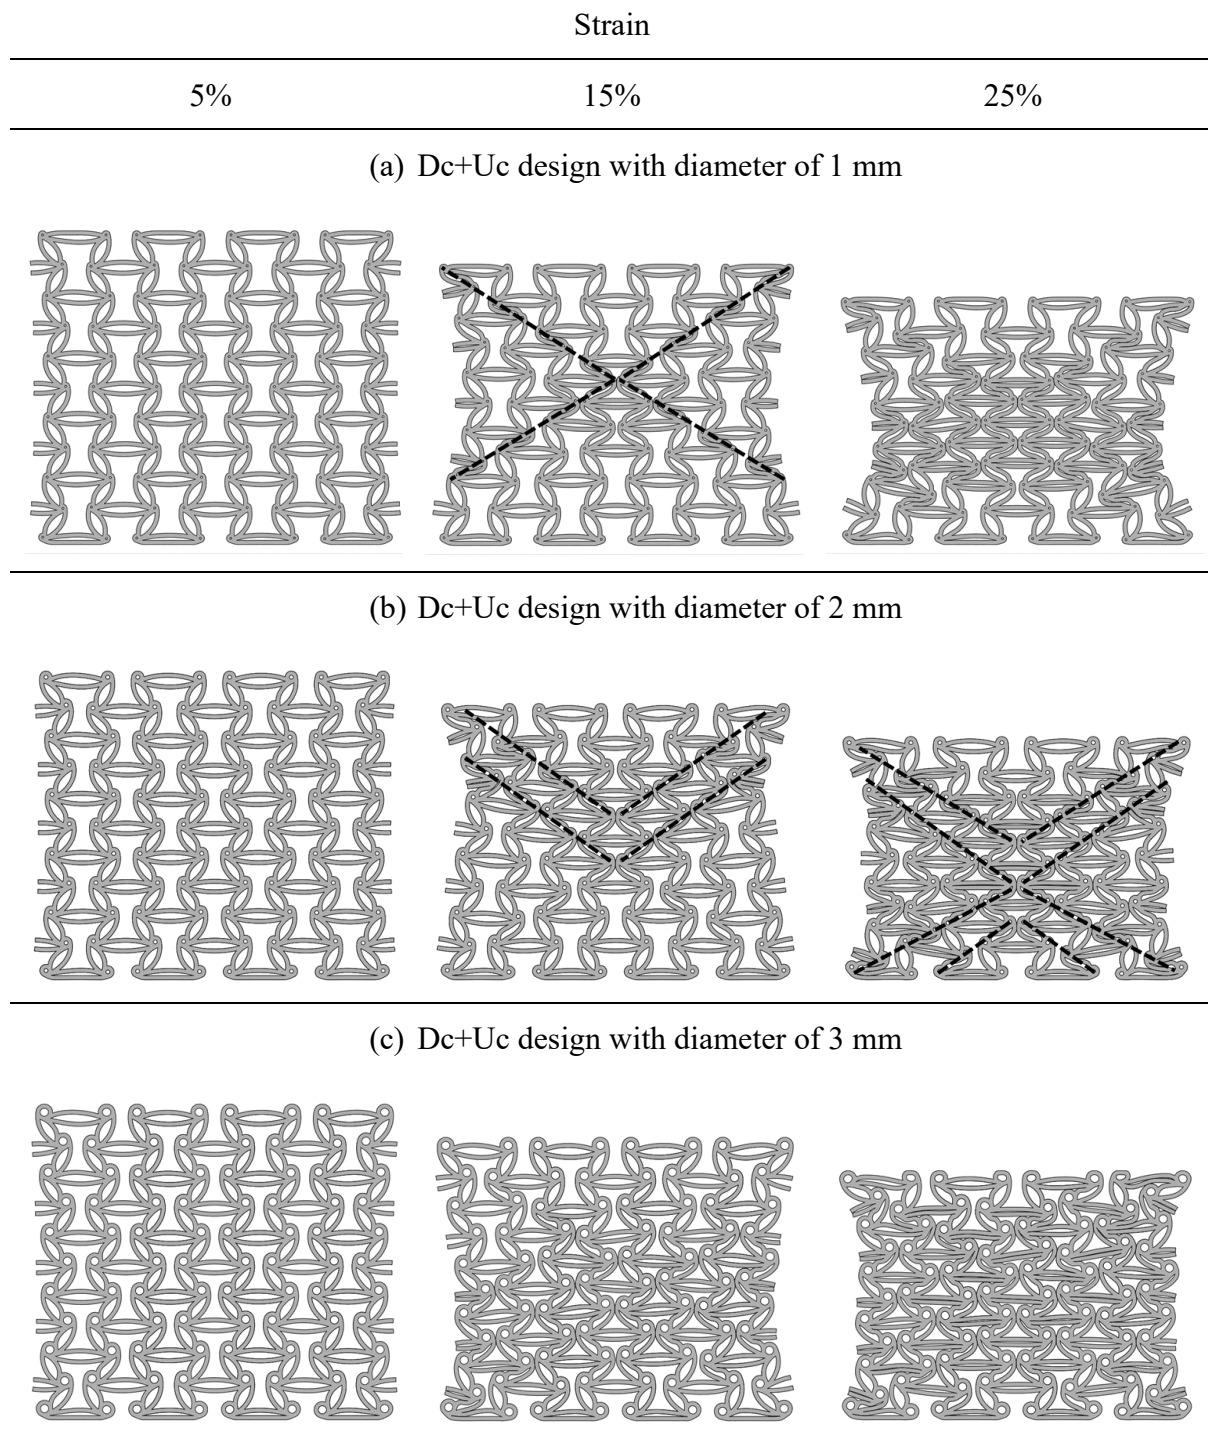 Strain
5% 15% 25%
(a) Dc+Uc design with diameter of 1 mm
(b) Dc+Uc design with diameter of 2 mm
(c) Dc+Uc design with diameter of 3 mm